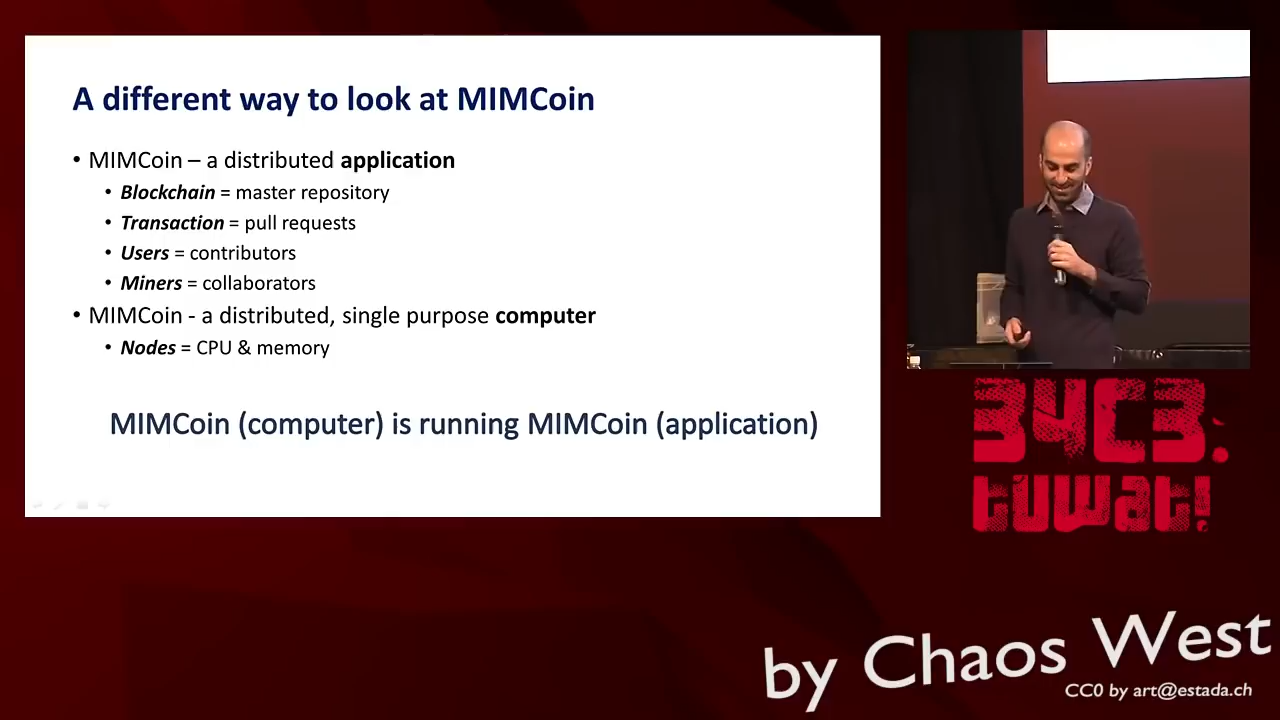 A different way to look at MIMCoin
• MIMCoin – a distributed application
• Blockchain = master repository
• Transaction = pull requests
• Users = contributors
• Miners = collaborators
• MIMCoin - a distributed, single purpose computer
• Nodes = CPU & memory
MIMCoin (computer) is running MIMCoin (application)
34C3.
tuwat!
by Chaos West
CC0 by art@estada.ch